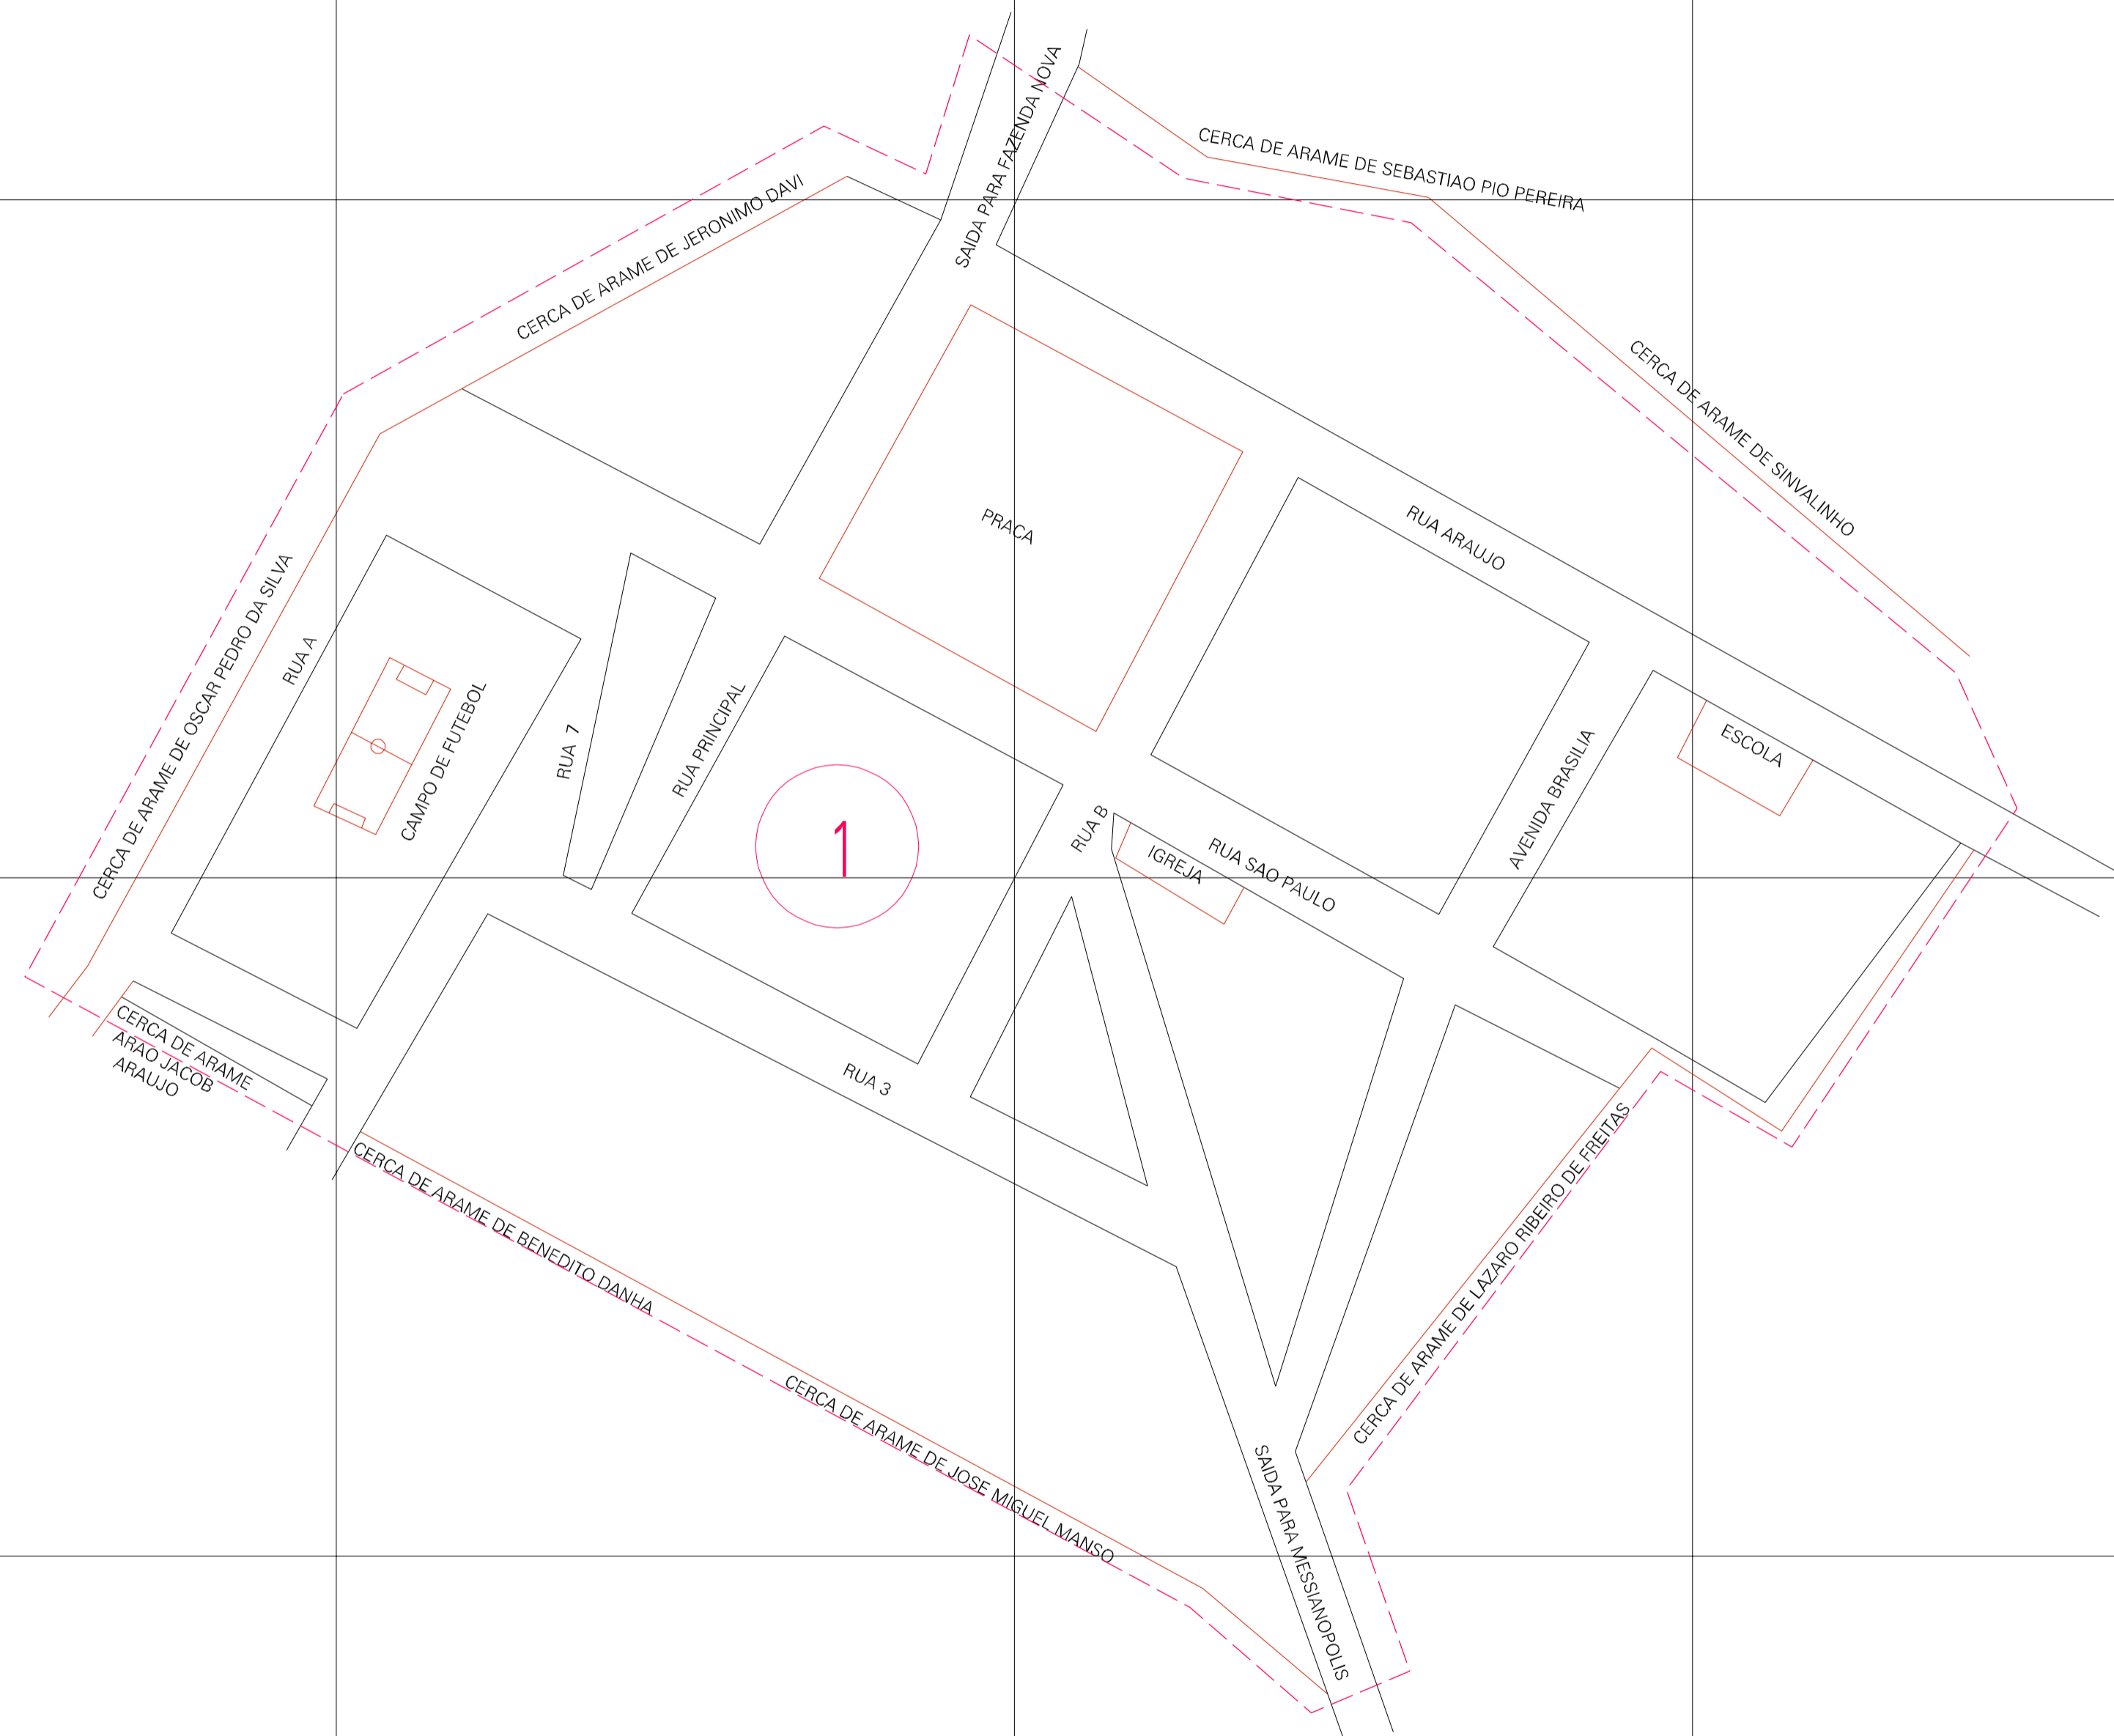 SAIDA PARA FAZENDA NOVA
CERCA DE ARAME DE SEBASTIAO PIO PEREIRA
CERCA DE ARAME DE JERONIMO DAVI
CERCA DE ARAME DE SINVALINHO
PRACA
RUA ARAUJO
CERCA DE ARAME DE OSCAR PEDRO DA SILVA
RUA A
CAMPO DE FUTEBOL
RUA 7
RUA PRINCIPAL
1
RUA B
IGREJA
RUA SAO PAULO
AVENIDA BRASILIA
ESCOLA
CERCA DE ARAME
ARAO JACOB
ARAUJO
RUA 3
CERCA DE ARAME DE BENEDITO DANHA
CERCA DE ARAME DE LAZARO RIBEIRO DE FREITAS
CERCA DE ARAME DE JOSE MIGUEL MANSO
SAIDA PARA MESSIANOPOLIS